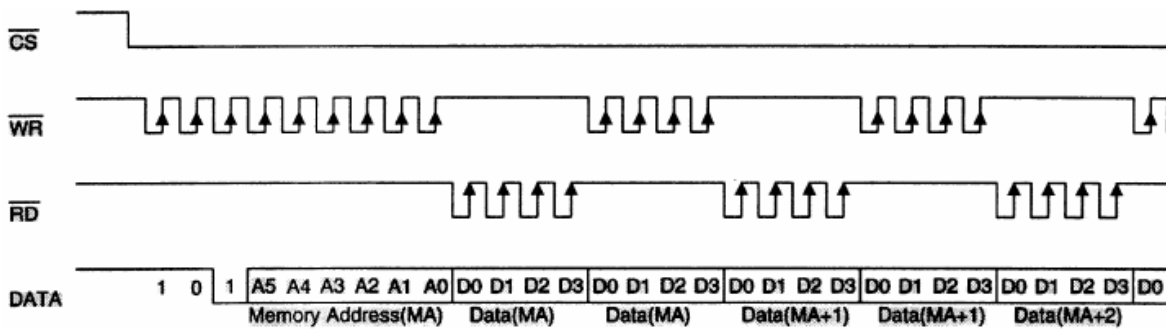 CS
WR
RD
DATA 1 0 1 A5 A4 A3 A2 A1 A0 D0 D1 D2 D3 D0 D1 D2 D3 D0 D1 D2 D3 D0 D1 D2 D3 D0 D1 D2 D3 D0
Memory Address(MA) Data(MA) Data(MA) Data(MA+1) Data(MA+1) Data(MA+2)